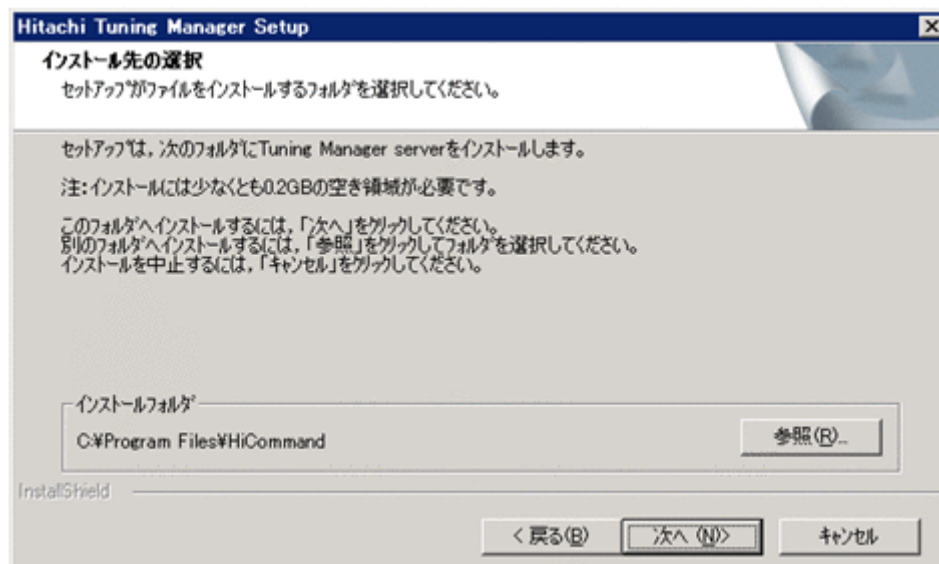 Hitachi Tuning Manager Setup
インストール先の選択
セットアップがファイルをインストールするフォルダを選択してください。
セットアップは，次のフォルダにTuning Manager serverをインストールします。
注：インストールには少なくとも0.2GBの空き領域が必要です。
このフォルダへインストールするには，「次へ」をクリックしてください。
別のフォルダへインストールするには，「参照」をクリックしてフォルダを選択してください。
インストールを中止するには，「キャンセル」をクリックしてください。
インストールフォルダ
C:¥Program Files¥HiCommand
参照(R)...
InstallShield
< 戻る(B)
次へ (N)>
キャンセル